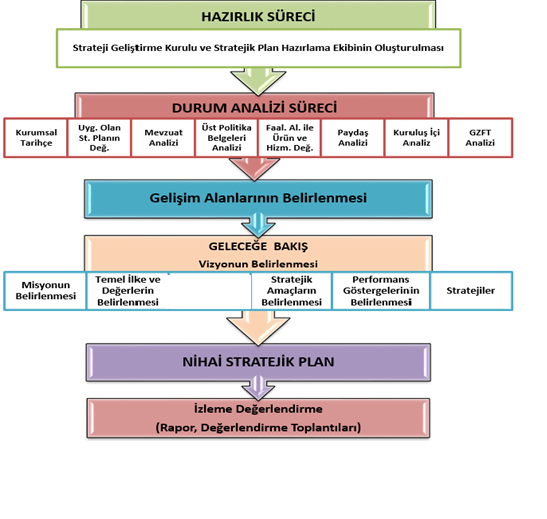 HAZIRLIK SÜRECİ
Strateji Geliştirme Kurulu ve Stratejik Plan Hazırlama Ekibinin Oluşturulması
DURUM ANALİZİ SÜRECİ
Kurumsal
Tarihçe
Uyg. Olan
St. Planın
Değ.
Mevzuat
Analizi
Üst Politika
Belgeleri
Analizi
Faal. Al. ile
Ürün ve
Hizm. Değ.
Paydaş
Analizi
Kuruluş İçi
Analiz
GZFT
Analizi
Gelişim Alanlarının Belirlenmesi
GELECEĞE BAKIŞ
Vizyonun Belirlenmesi
Misyonun
Belirlenmesi
Temel İlke ve
Değerlerin
Belirlenmesi
Stratejik
Amaçların
Belirlenmesi
Performans
Göstergelerinin
Belirlenmesi
Stratejiler
NİHAİ STRATEJİK PLAN
İzleme Değerlendirme
(Rapor, Değerlendirme Toplantıları)